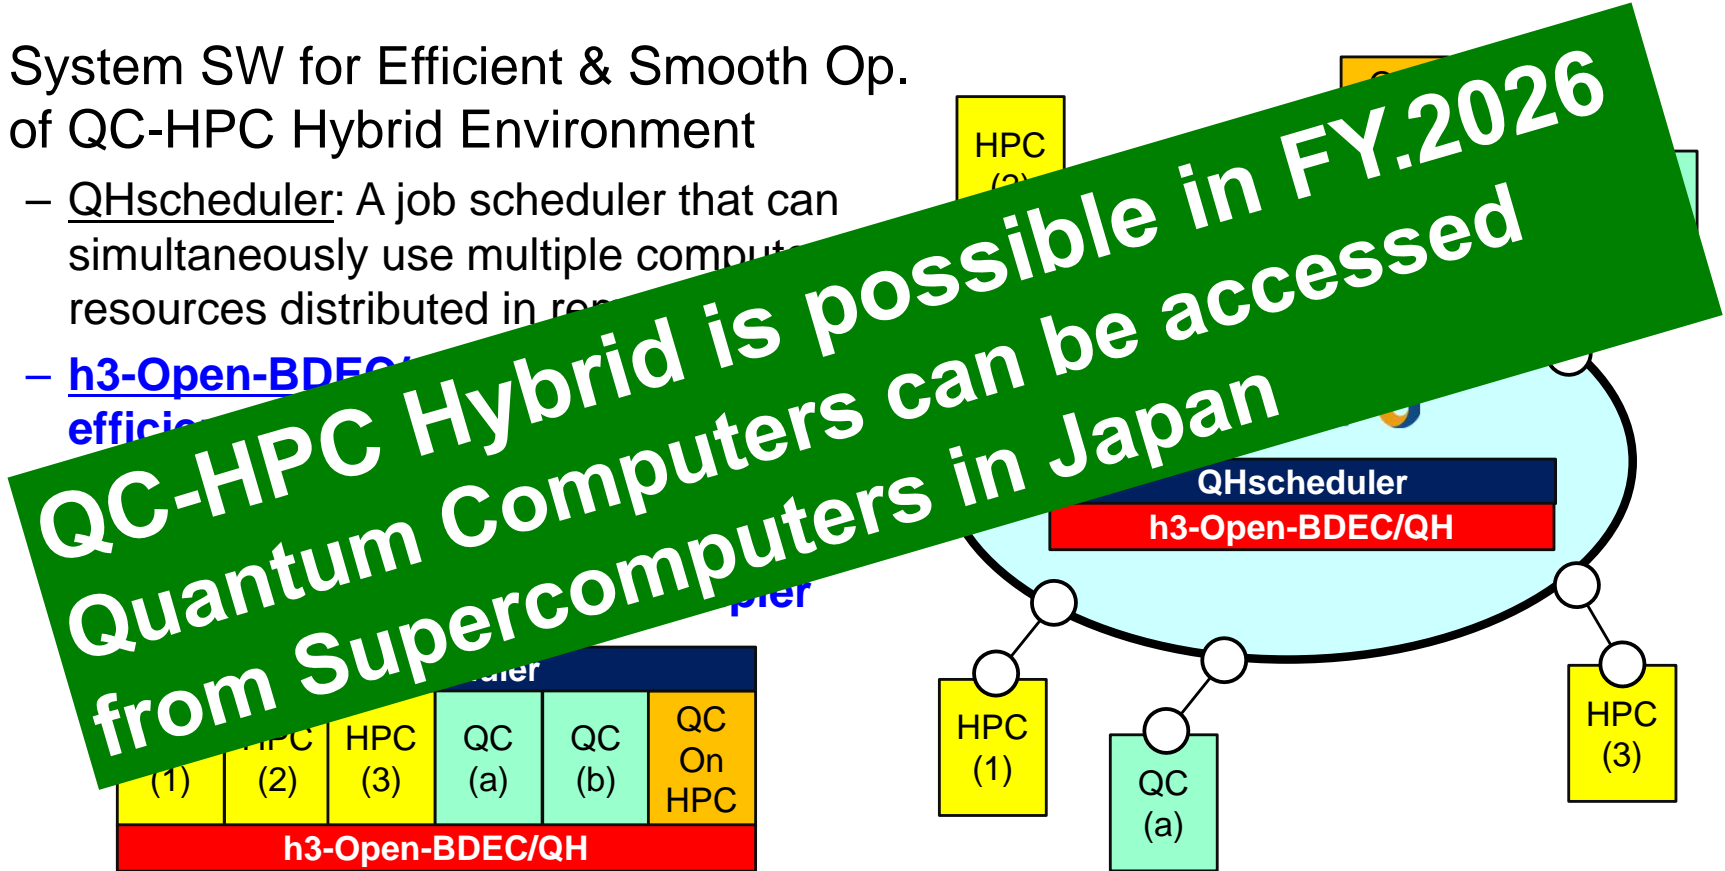 System SW for Efficient & Smooth Op.
of QC-HPC Hybrid Environment
– QHscheduler: A job scheduler that can
simultaneously use multiple
resources distributed in
– h3-Open-BDEC/
QC-HPC Hybrid is possible in FY.2026
Quantum Computers can be accessed
from Supercomputers in Japan
(1)
HPC
(2)
HPC
(3)
QC
(a)
QC
(b)
QC
On
HPC
h3-Open-BDEC/QH
HPC
(2)
QHscheduler
h3-Open-BDEC/QH
HPC
(1)
QC
(a)
HPC
(3)